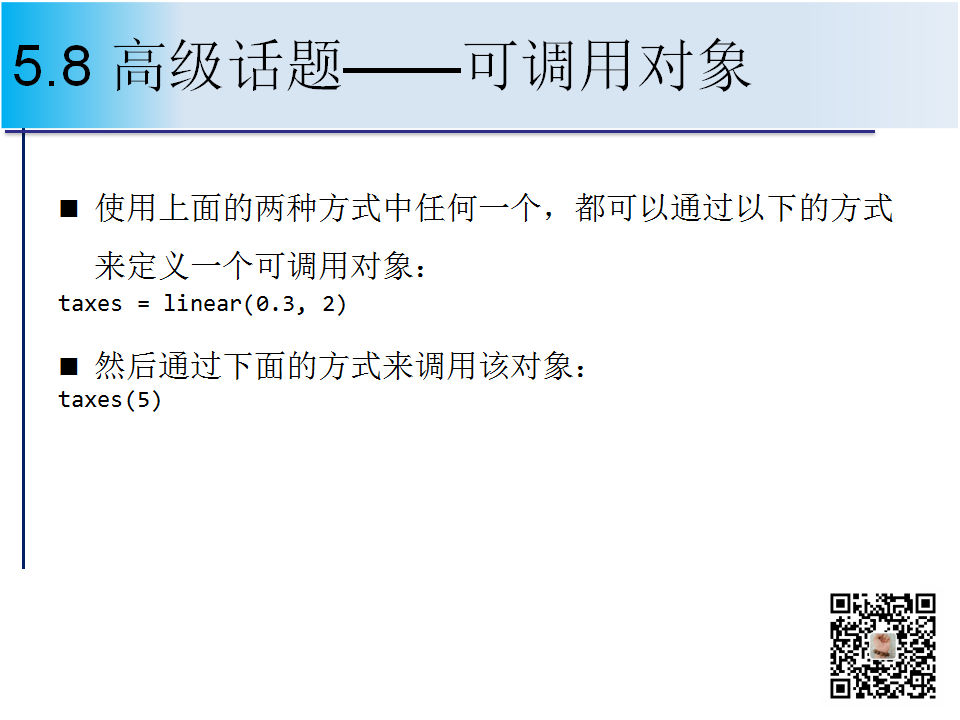 5.8 高级话题——可调用对象
■ 使用上面的两种方式中任何一个，都可以通过以下的方式
来定义一个可调用对象：
taxes = linear(0.3, 2)
■ 然后通过下面的方式来调用该对象：
taxes(5)